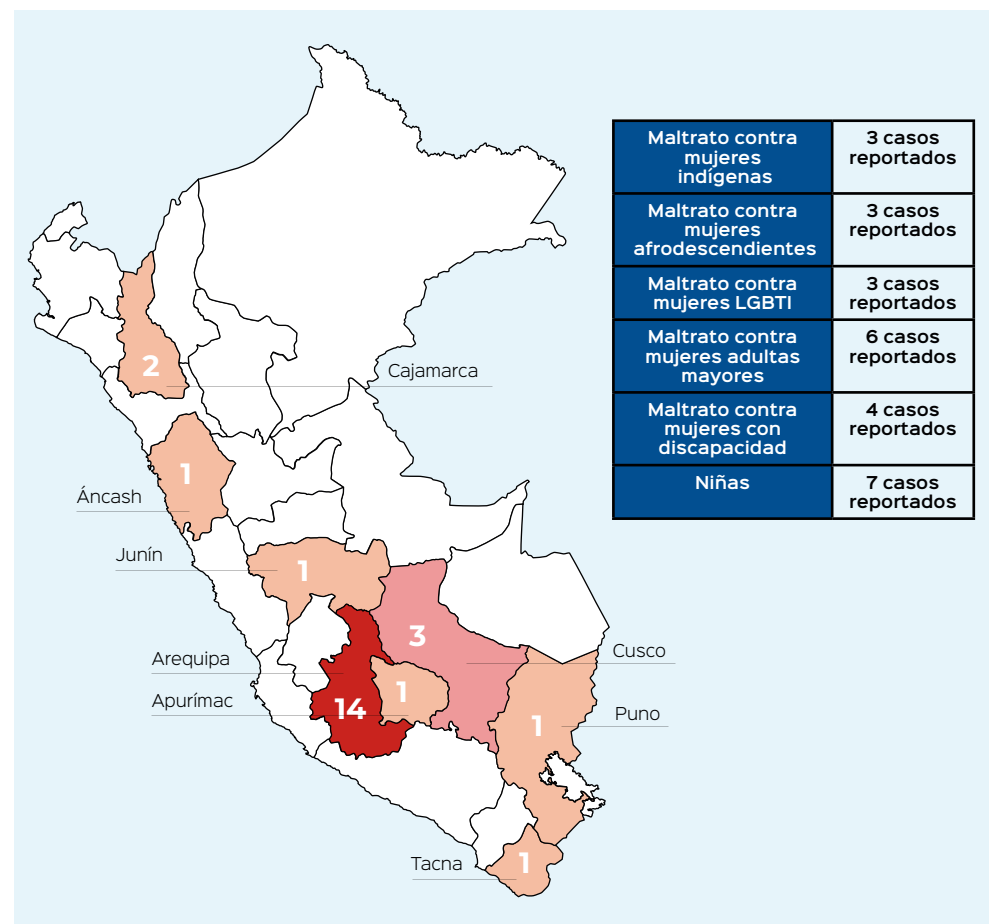 Maltrato contra
mujeres
indígenas
3 casos
reportados
Maltrato contra
mujeres
afrodescendientes
3 casos
reportados
Maltrato contra
mujeres LGBTI
3 casos
reportados
Maltrato contra
mujeres adultas
mayores
6 casos
reportados
Maltrato contra
mujeres con
discapacidad
4 casos
reportados
Niñas
7 casos
reportados
2
Cajamarca
1
Áncash
Junín
1
3
Cusco
Arequipa
1
Apurímac
14
1
Puno
Tacna
1